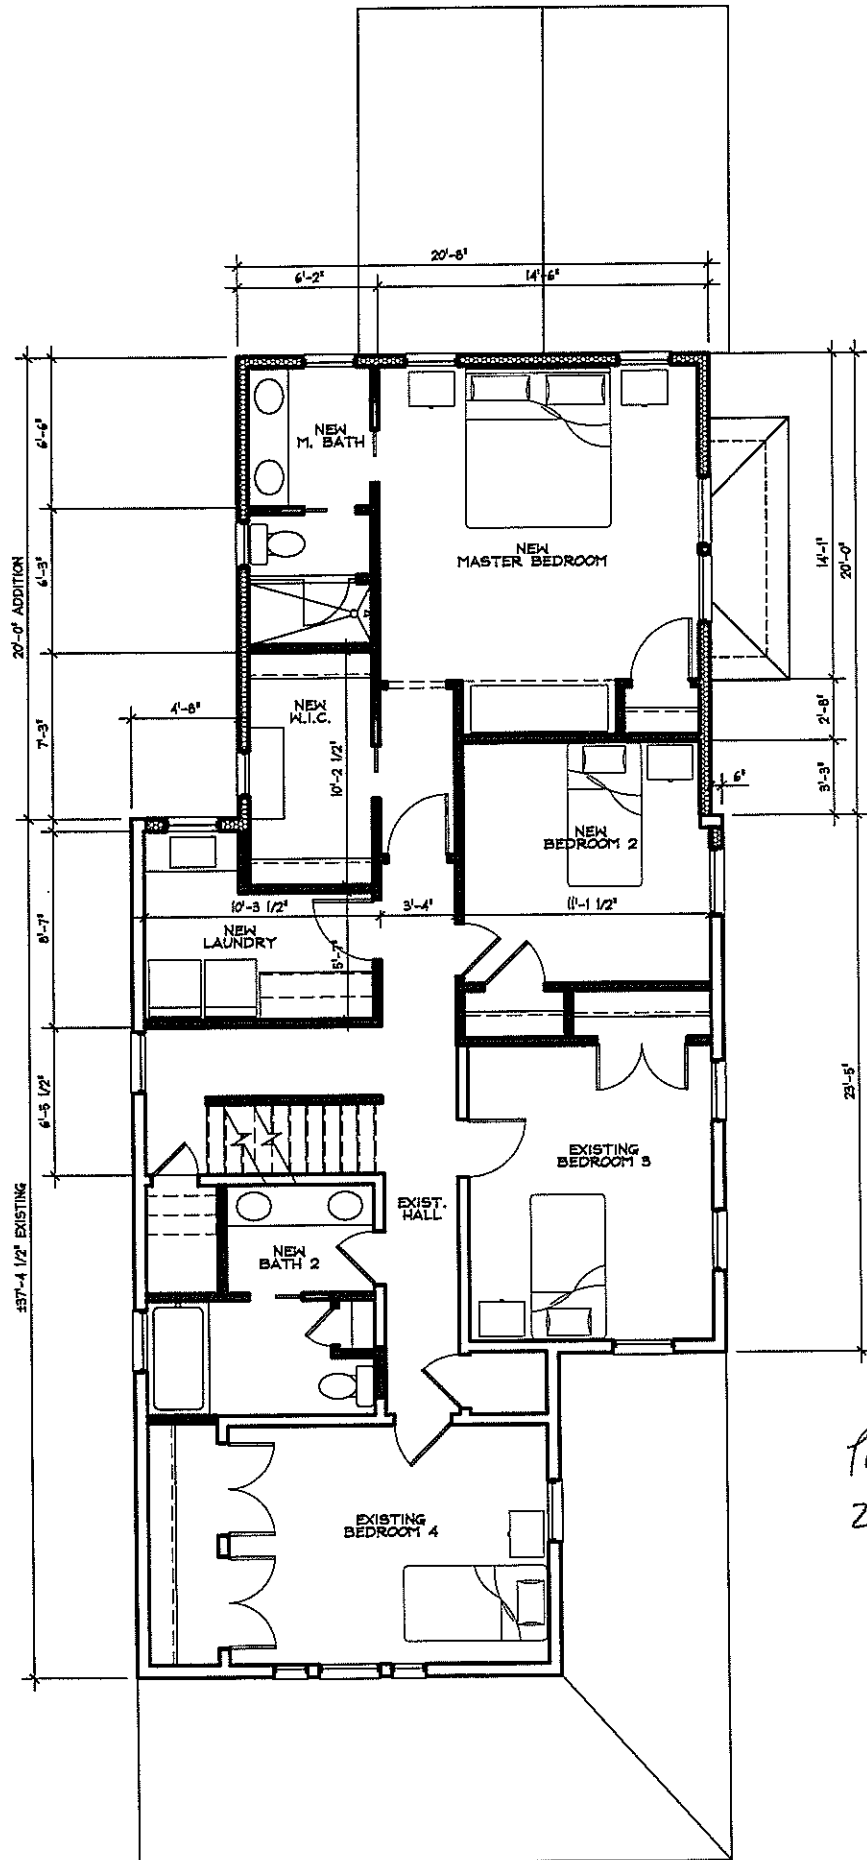 20'-8"
6'-2"
14'-6"
6'-6"
NEW
M. BATH
NEW
MASTER BEDROOM
14'-1"
20'-0"
6'-3"
20'-0" ADDITION
4'-8"
NEW
W.I.C.
7'-3"
10'-2 1/2"
2'-8"
6"
3'-3"
NEW
BEDROOM 2
8'-7"
10'-3 1/2"
3'-4"
11'-1 1/2"
NEW
LAUNDRY
5'-7"
6'-5 1/2"
23'-5"
EXISTING
BEDROOM 3
EXIST.
HALL
NEW
BATH 2
±37'-4 1/2" EXISTING
EXISTING
BEDROOM 4